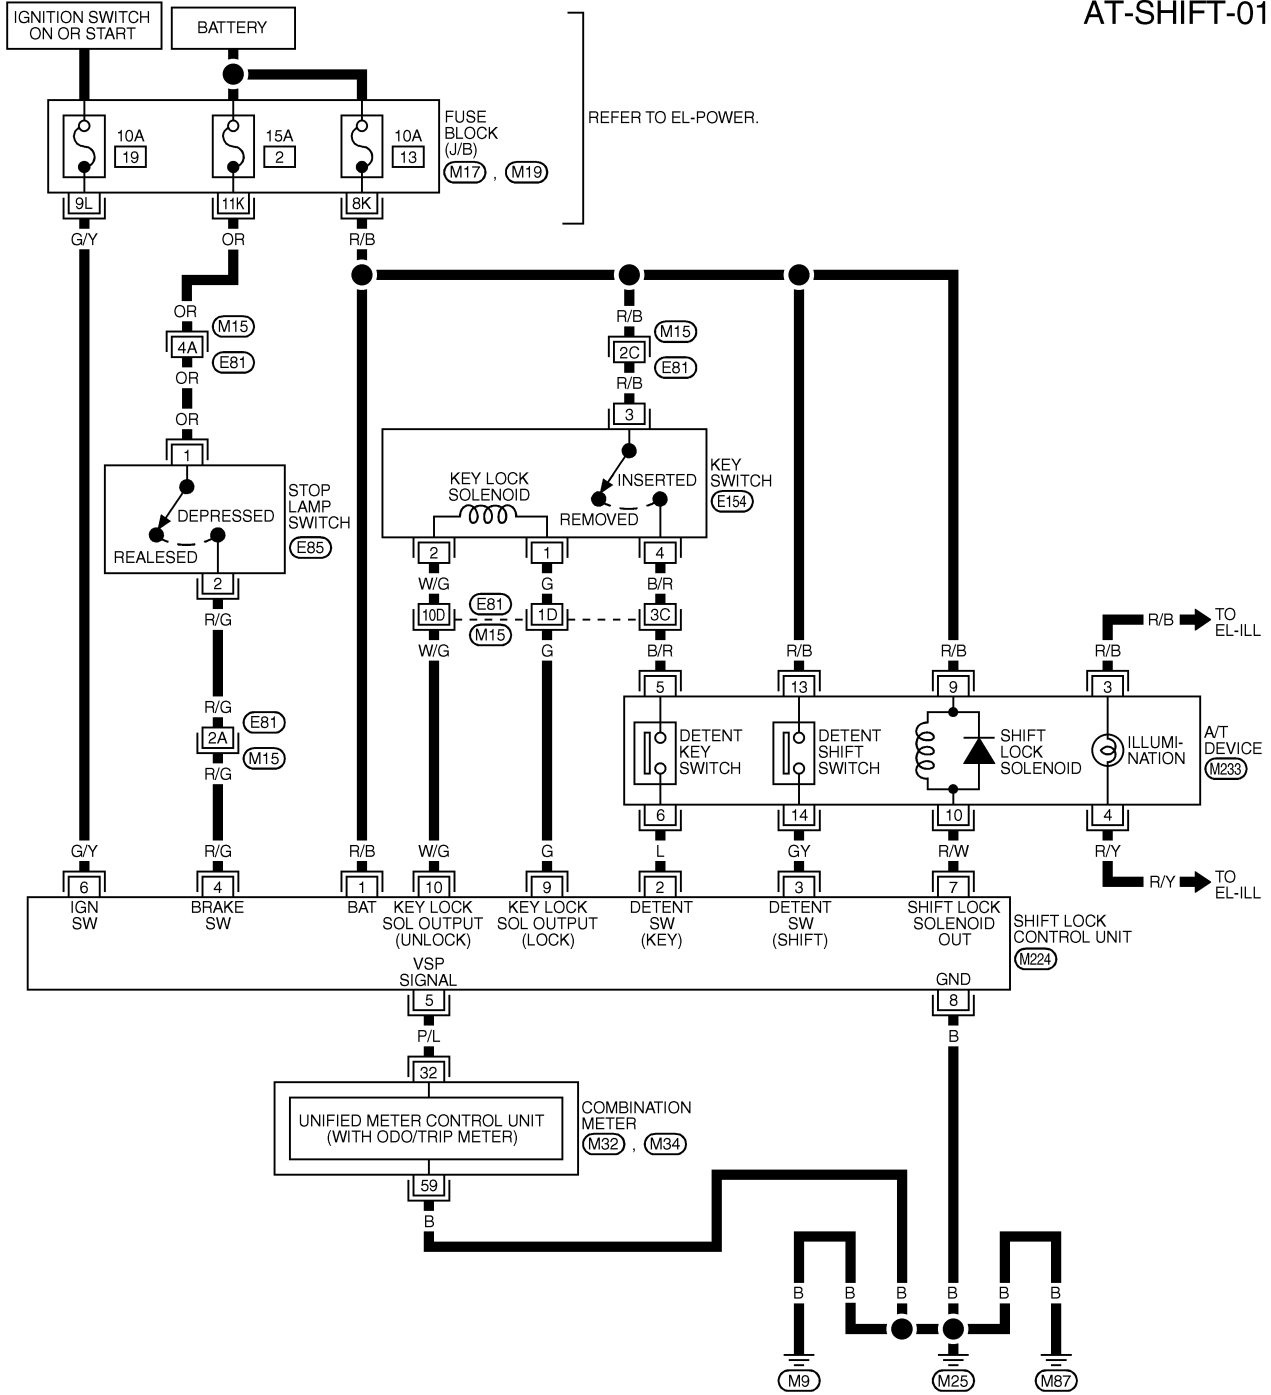 AT-SHIFT-01
IGNITION SWITCH
ON OR START
BATTERY
10A
19
15A
2
10A
13
FUSE
BLOCK
(J/B)
M17 , M19
REFER TO EL-POWER.
9L
11K
8K
G/Y
OR
R/B
OR
M15
4A
E81
OR
OR
1
R/B
M15
2C
E81
R/B
3
STOP
LAMP
SWITCH
E85
DEPRESSED
REALESED
2
R/G
KEY LOCK
SOLENOID
INSERTED
REMOVED
KEY
SWITCH
E154
2
1
4
W/G
G
B/R
10D
E81
M15
1D
3C
W/G
G
B/R
R/B
R/B
R/B
R/B
TO
EL-ILL
R/G
E81
2A
M15
R/G
5
13
9
3
DETENT
KEY
SWITCH
DETENT
SHIFT
SWITCH
SHIFT
LOCK
SOLENOID
ILLUMI-
NATION
A/T
DEVICE
M233
6
14
10
4
G/Y
R/G
R/B
W/G
G
L
GY
R/W
R/Y
R/Y
TO
EL-ILL
6
4
1
10
9
2
3
7
IGN
SW
BRAKE
SW
BAT
KEY LOCK
SOL OUTPUT
(UNLOCK)
KEY LOCK
SOL OUTPUT
(LOCK)
DETENT
SW
(KEY)
DETENT
SW
(SHIFT)
SHIFT LOCK
SOLENOID
OUT
SHIFT LOCK
CONTROL UNIT
M224
VSP
SIGNAL
GND
5
8
P/L
B
32
UNIFIED METER CONTROL UNIT
(WITH ODO/TRIP METER)
COMBINATION
METER
M32 , M34
59
B
B
B
B
B
B
B
M9
M25
M87